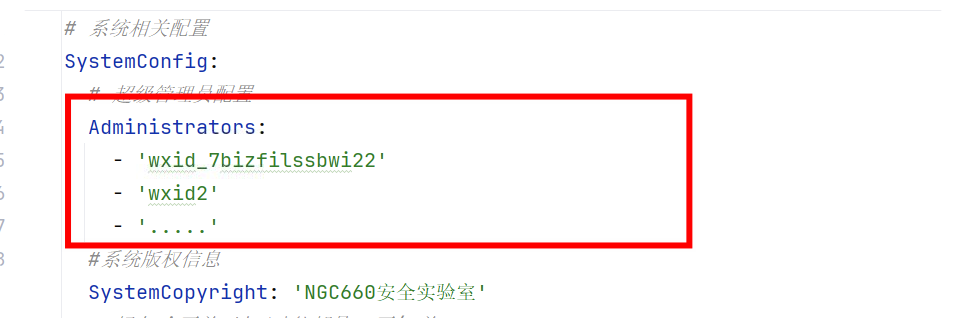 # 系统相关配置
2 SystemConfig:
3 # 超级管理员配置
4 Administrators:
5 - 'wxid_7bizfilssbwi22'
6 - 'wxid2'
7 - '.....'
8 #系统版权信息
SystemCopyright: 'NGC660安全实验室'